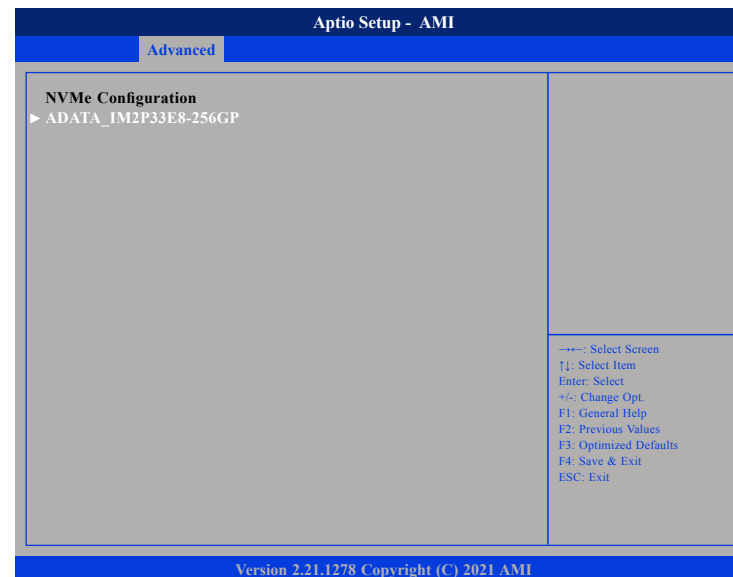 Aptio Setup - AMI
Advanced
NVMe Configuration
► ADATA_IM2P33E8-256GP
→←: Select Screen
↑↓: Select Item
Enter: Select
+/-: Change Opt.
F1: General Help
F2: Previous Values
F3: Optimized Defaults
F4: Save & Exit
ESC: Exit
Version 2.21.1278 Copyright (C) 2021 AMI